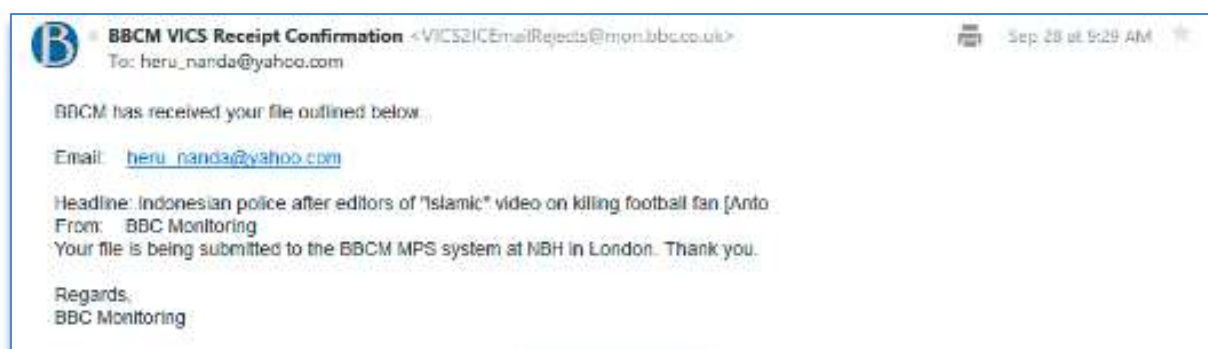 B BBCM VICS Receipt Confirmation <VICS2ICEmailRejects@mon.bbc.co.uk> Sep 28 at 9:29 AM
To: heru_nanda@yahoo.com
BBCM has received your file outlined below.
Email: heru_nanda@yahoo.com
Headline: Indonesian police after editors of "Islamic" video on killing football fan [Anto
From: BBC Monitoring
Your file is being submitted to the BBCM MPS system at NBH in London. Thank you.
Regards,
BBC Monitoring